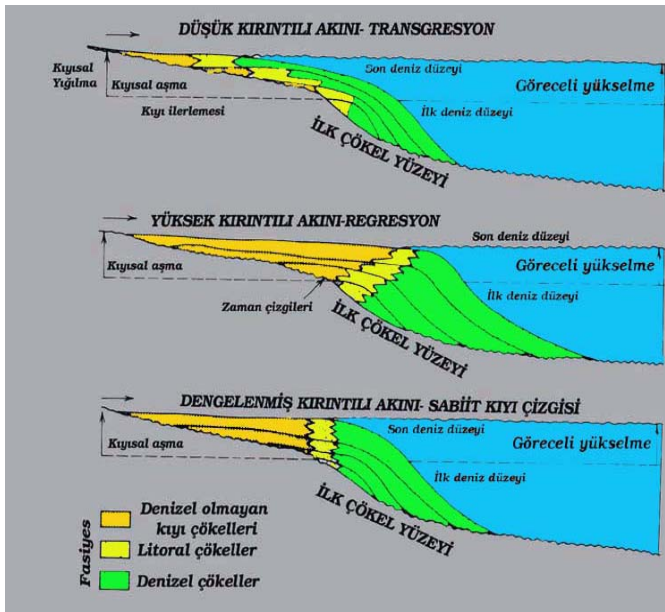 DÜŞÜK KIRINTILI AKINI- TRANSGRESYON
Kıyısal
Yığılma
Kıyısal aşma
Kıyı ilerlemesi
Son deniz düzeyi
Göreceli yükselme
İlk deniz düzeyi
İLK ÇÖKEL YÜZEYİ
YÜKSEK KIRINTILI AKINI-REGRESYON
Son deniz düzeyi
Kıyısal aşma
Göreceli yükselme
İlk deniz düzeyi
Zaman çizgileri
İLK ÇÖKEL YÜZEYİ
DENGELENMİŞ KIRINTILI AKINI- SABİİT KIYI ÇİZGİSİ
Son deniz düzeyi
Kıyısal aşma
Göreceli yükselme
İlk deniz düzeyi
İLK ÇÖKEL YÜZEYİ
Fasiyes
Denizel olmayan
kıyı çökelleri
Litoral çökeller
Denizel çökeller